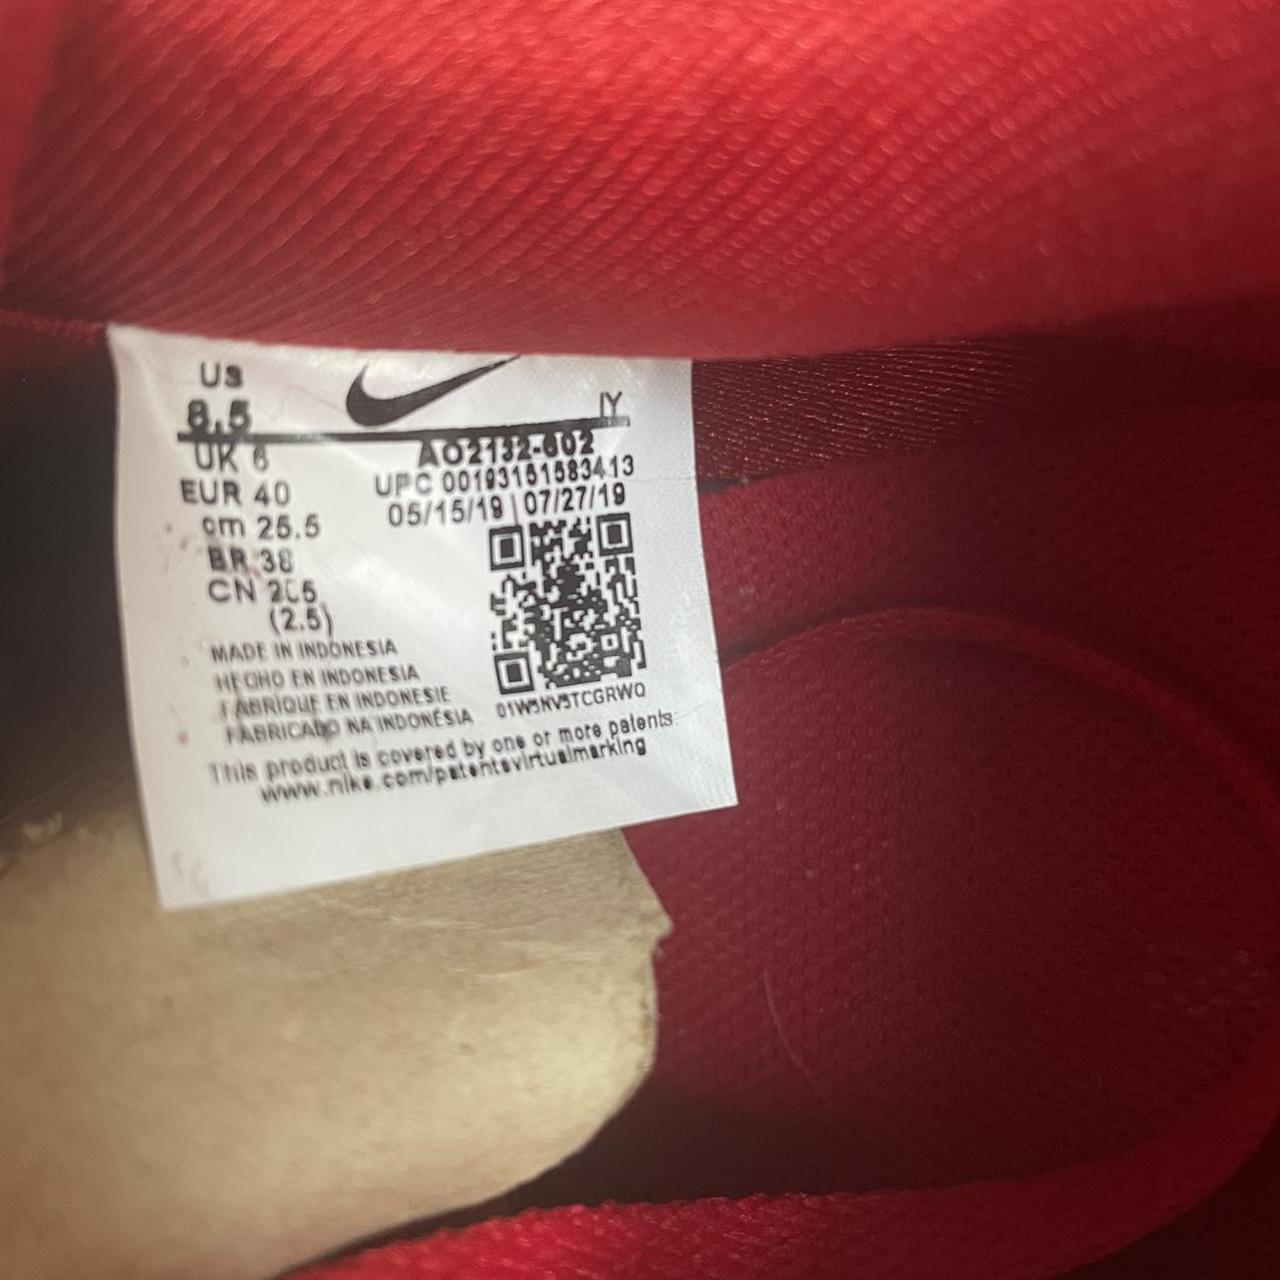 US
8.5
IY
UK 6
AO2132-602
EUR 40
UPC 00193151583413
cm 25.5
05/15/19 | 07/27/19
BR 38
CN 255
(2.5)
MADE IN INDONESIA
HECHO EN INDONESIA
FABRIQUE EN INDONESIE
FABRICADO NA INDONÉSIA
This product is covered by one or more patents:
www.nike.com/patentsvirtualmarking